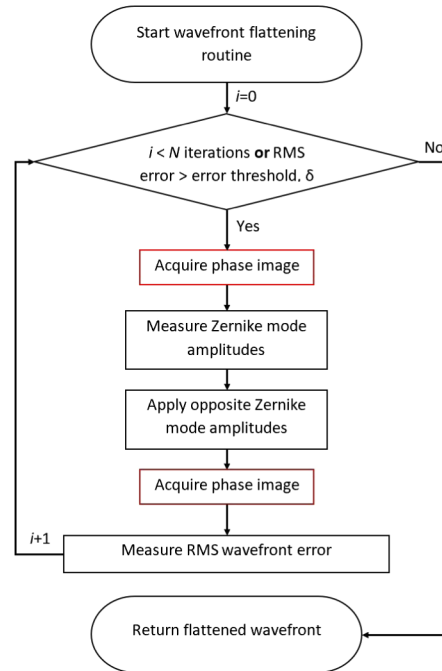 Start wavefront flattening
routine
i=0
i < N iterations or RMS
error > error threshold, δ
No
Yes
Acquire phase image
Measure Zernike mode
amplitudes
Apply opposite Zernike
mode amplitudes
Acquire phase image
i+1
Measure RMS wavefront error
Return flattened wavefront